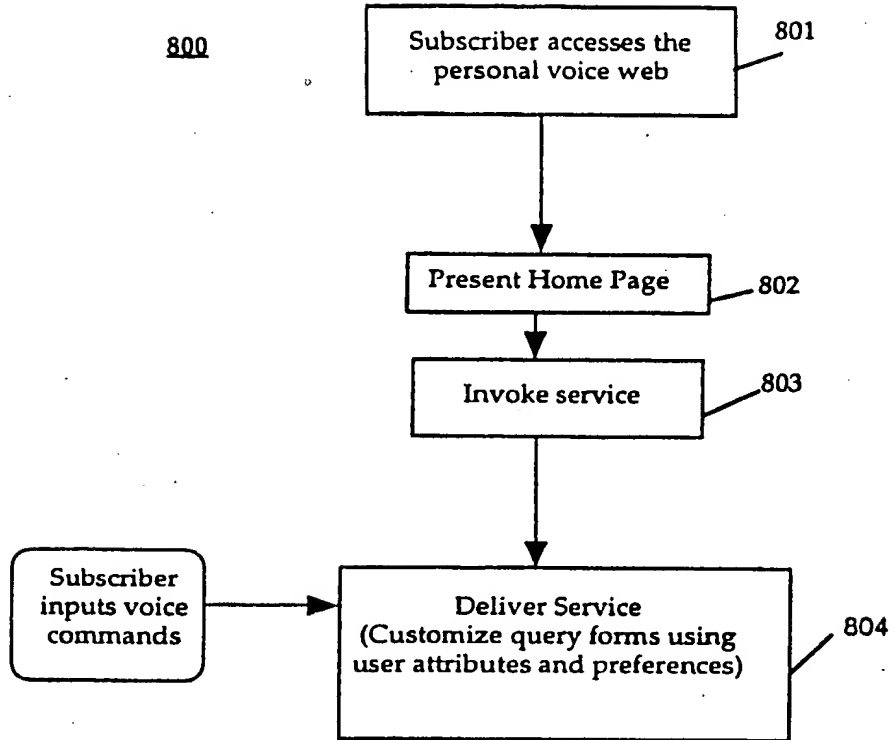 800
Subscriber accesses the
personal voice web
801
Present Home Page
802
Invoke service
803
Subscriber
inputs voice
commands
Deliver Service
(Customize query forms using
user attributes and preferences)
804